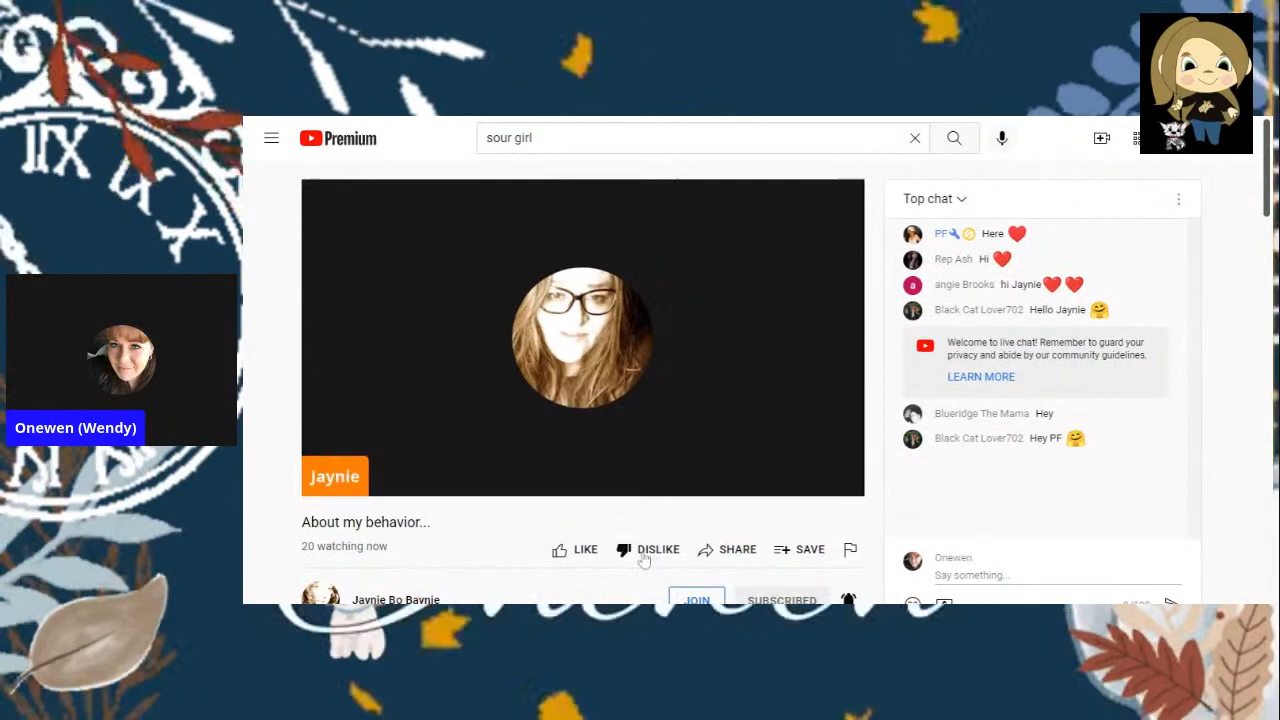 IIX
IX
X
Premium
sour girl
Top chat
PF Here
Rep Ash Hi
a
angie Brooks hi Jaynie
Black Cat Lover702 Hello Jaynie
Welcome to live chat! Remember to guard your
privacy and abide by our community guidelines.
LEARN MORE
Blueridge The Mama Hey
Black Cat Lover702 Hey PF
Onewen (Wendy)
Jaynie
About my behavior...
20 watching now
LIKE
DISLIKE
SHARE
SAVE
Onewen
Say something...
Jaynie Bo Baynie
JOIN
SUBSCRIBED
Onewen